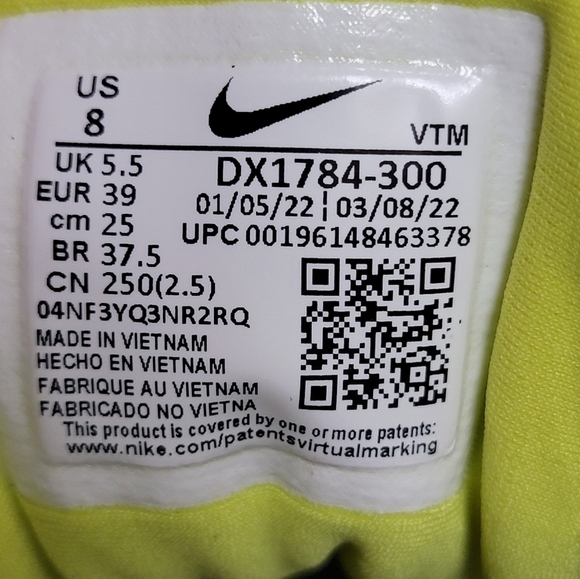 US
8
VTM
UK 5.5
EUR 39
cm 25
BR 37.5
CN 250(2.5)
DX1784-300
01/05/22 ¦ 03/08/22
UPC 00196148463378
04NF3YQ3NR2RQ
MADE IN VIETNAM
HECHO EN VIETNAM
FABRIQUE AU VIETNAM
FABRICADO NO VIETNA
This product is covered by one or more patents:
www.nike.com/patentsvirtualmarking